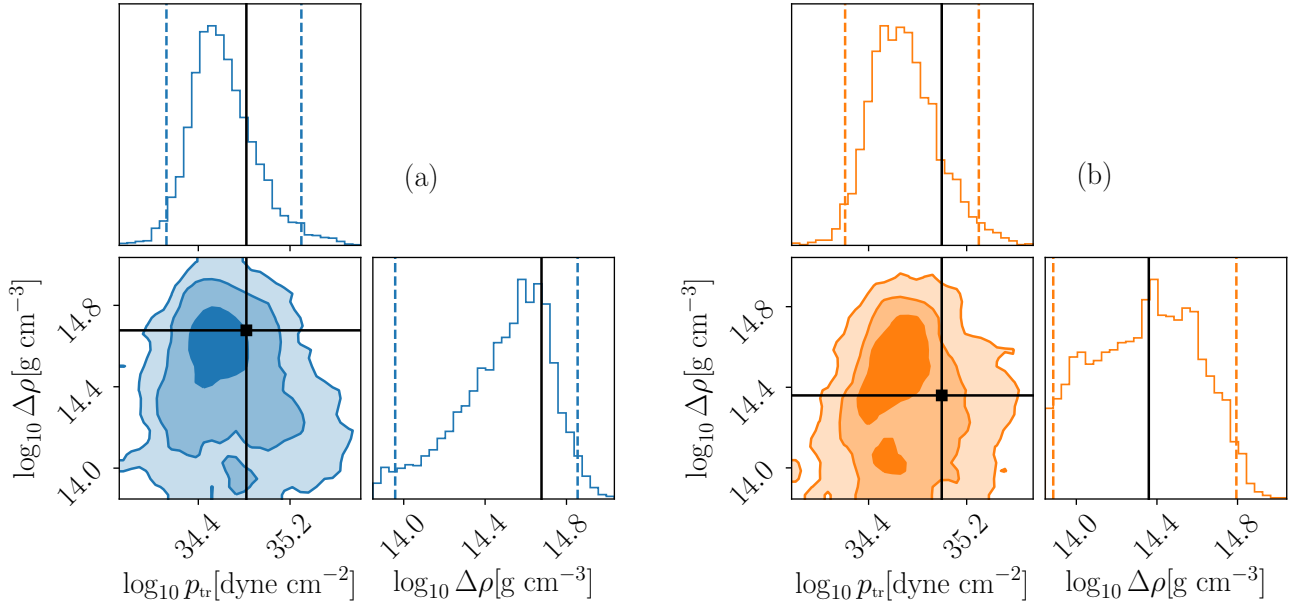 (a)
log₁₀ Δρ[g cm⁻³]
14.8
14.4
14.0
34.4
35.2
log₁₀ pₜᵣ[dyne cm⁻²]
14.0
14.4
14.8
log₁₀ Δρ[g cm⁻³]
(b)
log₁₀ Δρ[g cm⁻³]
14.8
14.4
14.0
34.4
35.2
log₁₀ pₜᵣ[dyne cm⁻²]
14.0
14.4
14.8
log₁₀ Δρ[g cm⁻³]